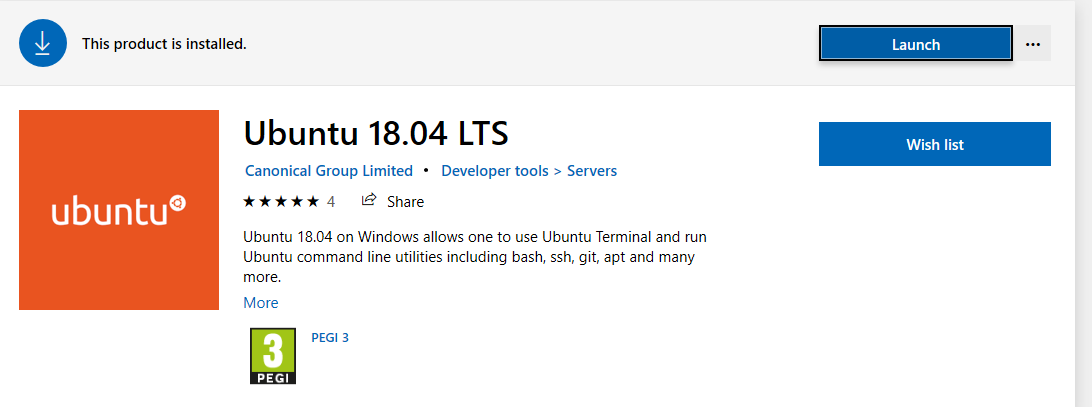 This product is installed.
Launch
Ubuntu 18.04 LTS
Wish list
Canonical Group Limited • Developer tools > Servers
ubuntu
★★★★★ 4 Share
Ubuntu 18.04 on Windows allows one to use Ubuntu Terminal and run
Ubuntu command line utilities including bash, ssh, git, apt and many
more.
More
3
PEGI
PEGI 3